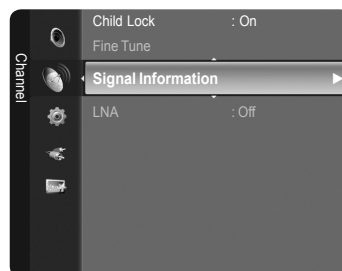 Channel
Child Lock : On
Fine Tune
Signal Information
LNA : Off